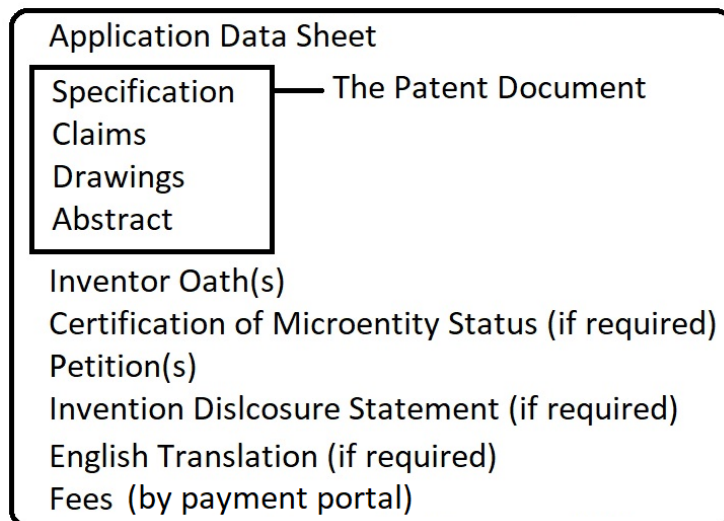 Application Data Sheet
Specification
The Patent Document
Claims
Drawings
Abstract
Inventor Oath(s)
Certification of Microentity Status (if required)
Petition(s)
Invention Dislcosure Statement (if required)
English Translation (if required)
Fees (by payment portal)